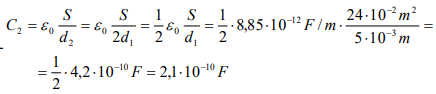 C₂ = ε₀ S/d₂ = ε₀ S/2d₁ = 1/2 ε₀ S/d₁ = 1/2 · 8,85·10⁻¹² F / m · 24·10⁻² m²/5·10⁻³ m =
= 1/2 · 4,2·10⁻¹⁰ F = 2,1·10⁻¹⁰ F